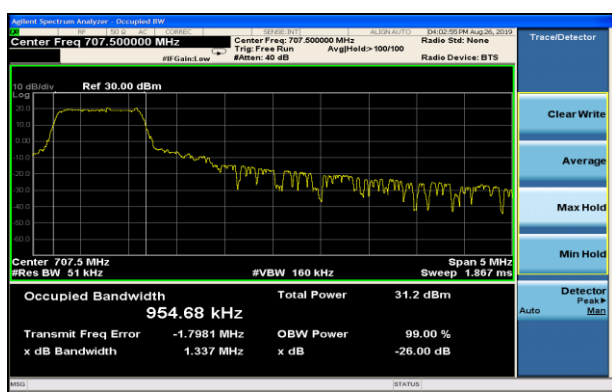 Agilent Spectrum Analyzer - Occupied BW
RF 50 Ω AC CORREC SENSE:INT ALIGN AUTO 04:02:55 PM Aug 26, 2019
Center Freq 707.500000 MHz Center Freq: 707.500000 MHz Radio Std: None Trace/Detector
Trig: Free Run Avg|Hold:>100/100
#IFGain:Low #Atten: 40 dB Radio Device: BTS
10 dB/div Ref 30.00 dBm
Log
20.0
10.0
0.00
-10.0
-20.0
-30.0
-40.0
-50.0
-60.0
Clear Write
Average
Max Hold
Min Hold
Center 707.5 MHz Span 5 MHz
#Res BW 51 kHz #VBW 160 kHz Sweep 1.867 ms
Occupied Bandwidth Total Power 31.2 dBm
954.68 kHz
Transmit Freq Error -1.7981 MHz OBW Power 99.00 %
x dB Bandwidth 1.337 MHz x dB -26.00 dB
Detector
Peak
Auto Man
MSG STATUS